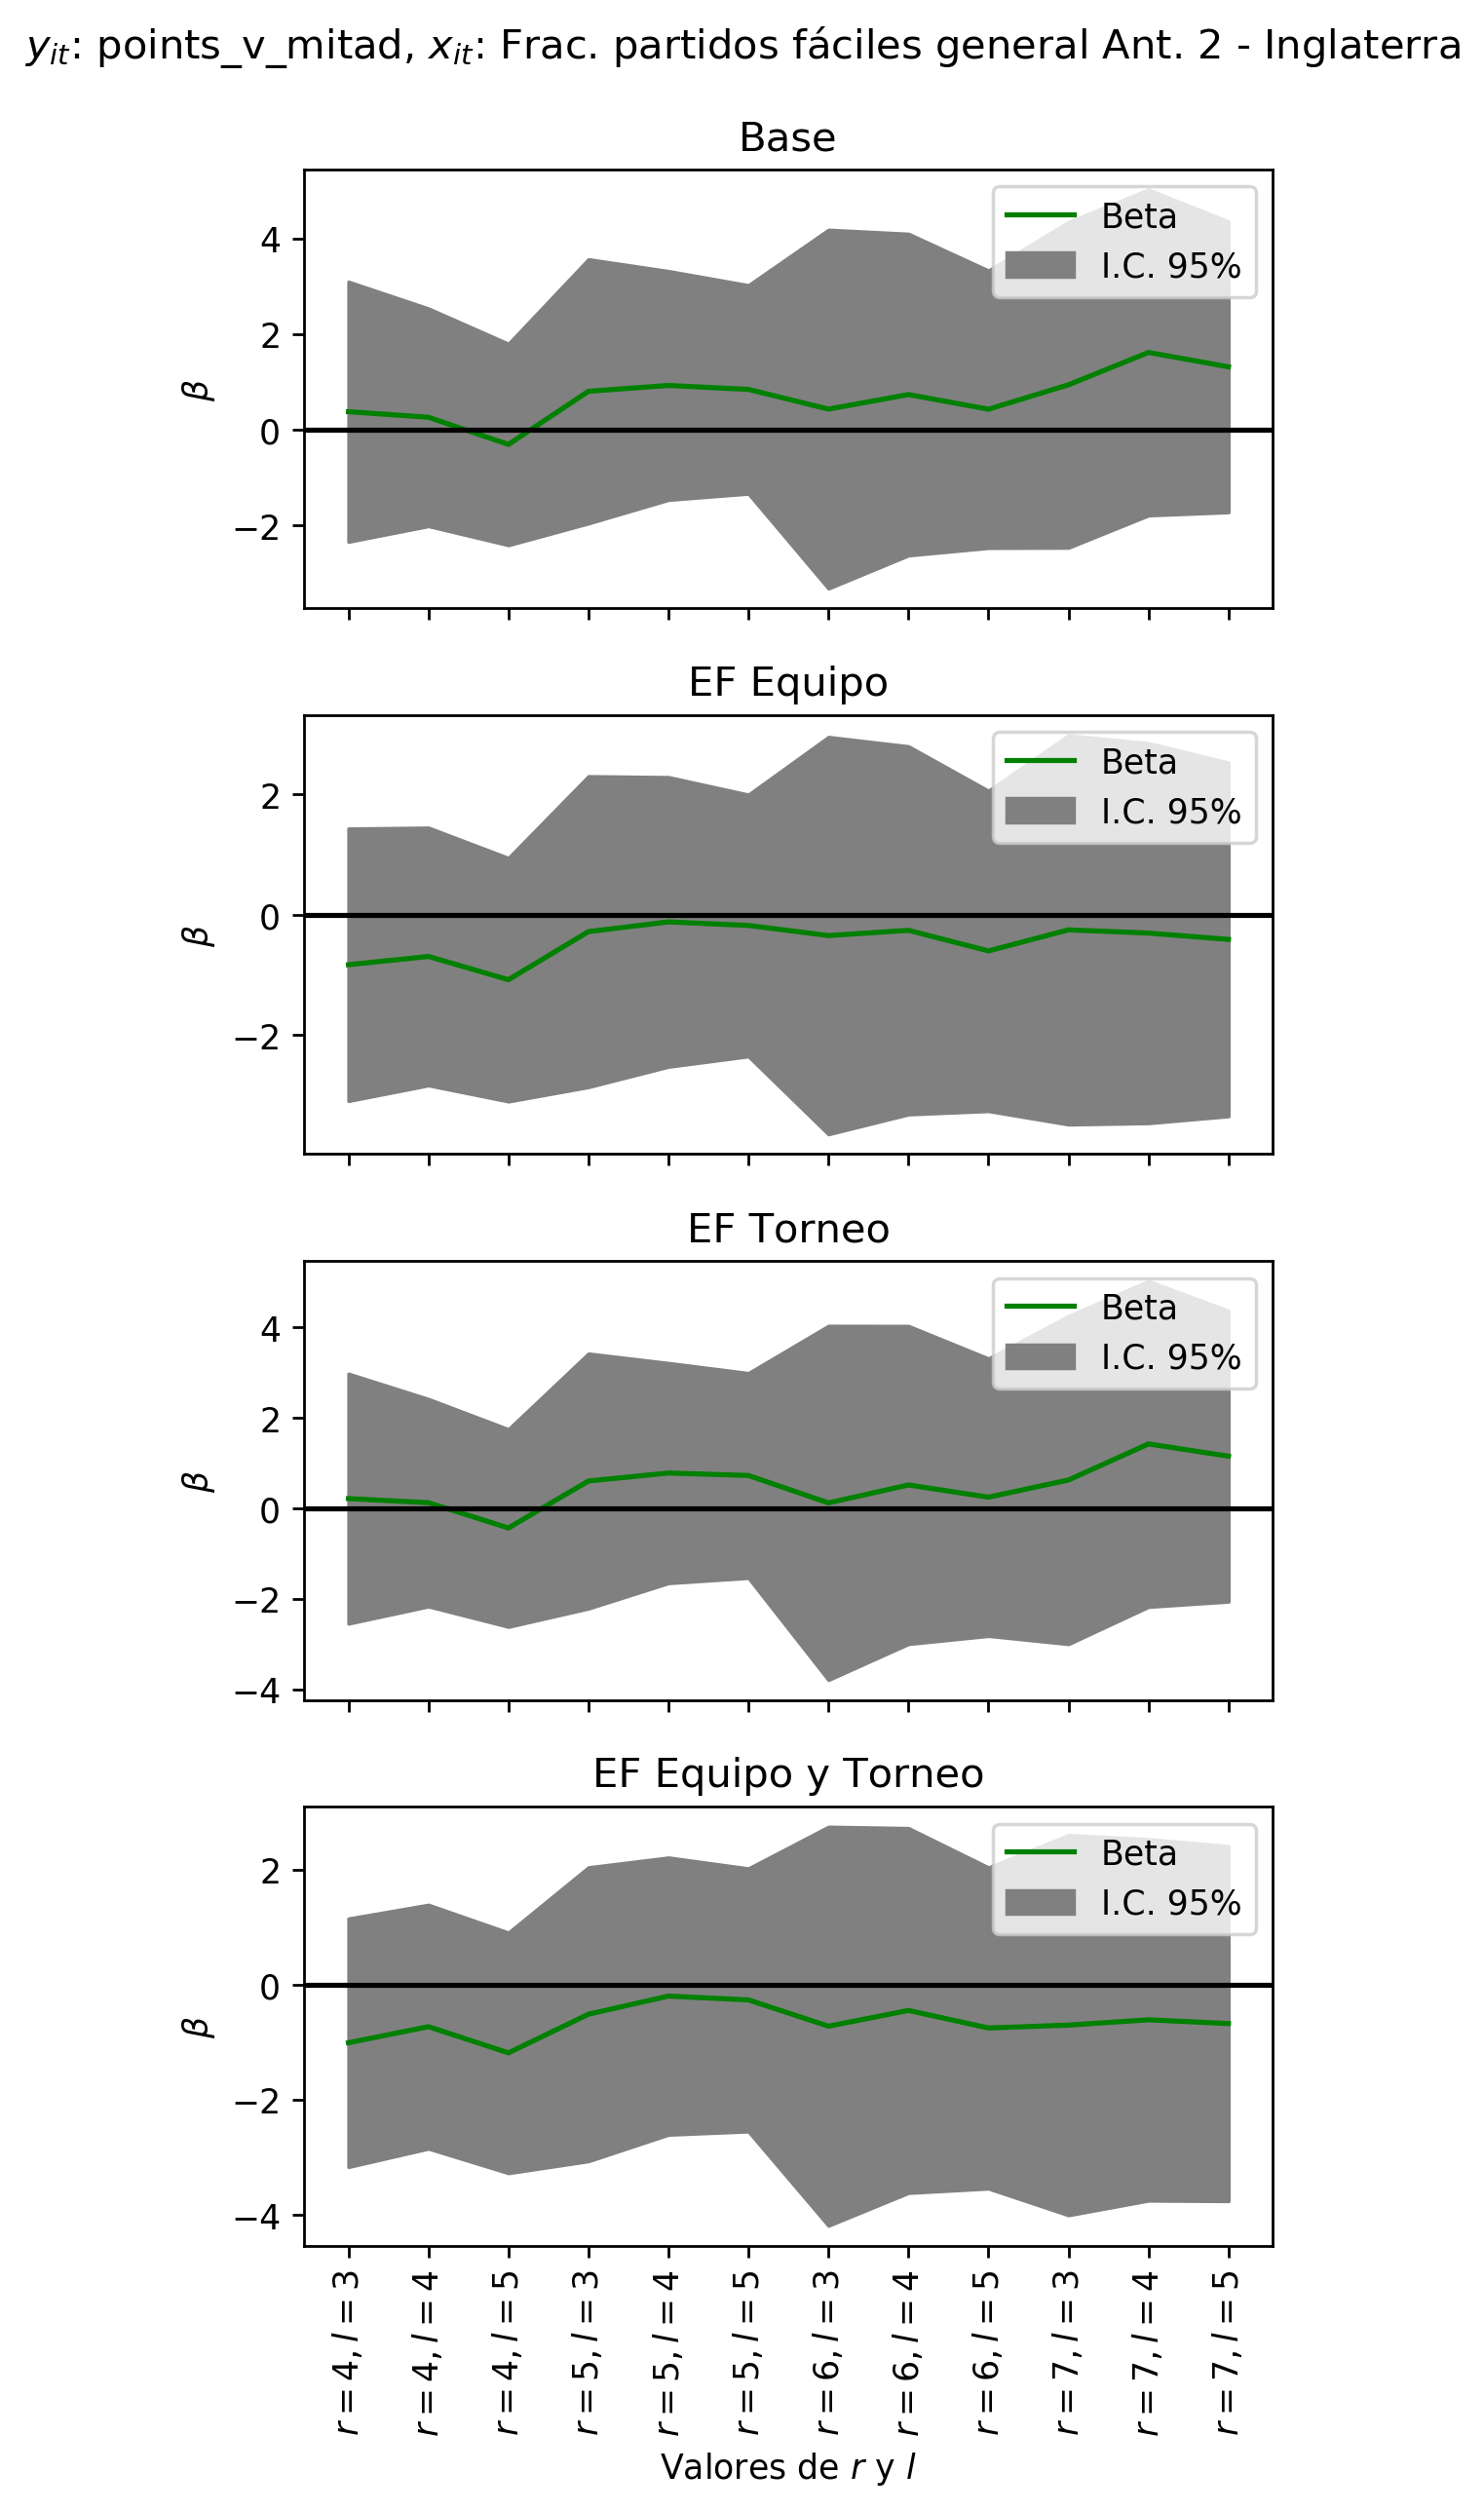 y_it: points_v_mitad, x_it: Frac. partidos fáciles general Ant. 2 - Inglaterra
Base
Beta
I.C. 95%
4
2
0
−2
β
EF Equipo
Beta
I.C. 95%
2
0
−2
β
EF Torneo
Beta
I.C. 95%
4
2
0
−2
−4
β
EF Equipo y Torneo
Beta
I.C. 95%
2
0
−2
−4
β
r = 4, l = 3
r = 4, l = 4
r = 4, l = 5
r = 5, l = 3
r = 5, l = 4
r = 5, l = 5
r = 6, l = 3
r = 6, l = 4
r = 6, l = 5
r = 7, l = 3
r = 7, l = 4
r = 7, l = 5
Valores de r y l